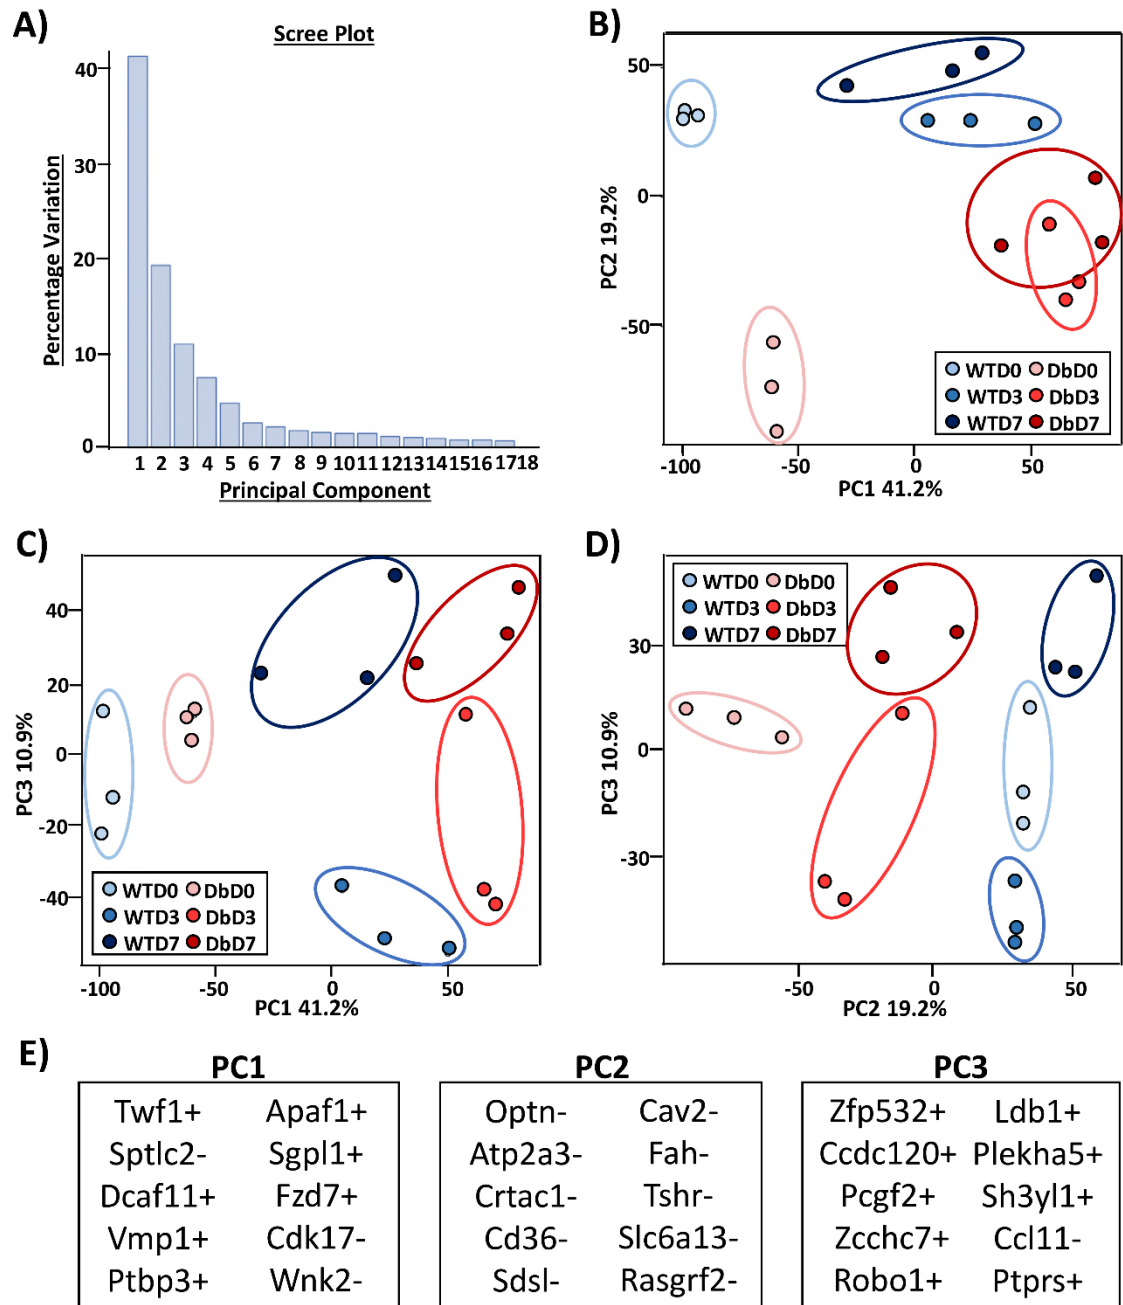 A)
Scree Plot
Percentage Variation
40
30
20
10
0
1 2 3 4 5 6 7 8 9 10 11 12 13 14 15 16 17 18
Principal Component
B)
PC2 19.2%
50
0
-50
WTD0 DbD0
WTD3 DbD3
WTD7 DbD7
-100 -50 0 50
PC1 41.2%
C)
PC3 10.9%
40
20
0
-20
-40
WTD0 DbD0
WTD3 DbD3
WTD7 DbD7
-100 -50 0 50
PC1 41.2%
D)
PC3 10.9%
WTD0 DbD0
WTD3 DbD3
WTD7 DbD7
30
0
-30
-50 0 50
PC2 19.2%
E)
PC1
Twf1+ Apaf1+
Sptlc2- Sgpl1+
Dcaf11+ Fzd7+
Vmp1+ Cdk17-
Ptbp3+ Wnk2-
PC2
Optn- Cav2-
Atp2a3- Fah-
Crtac1- Tshr-
Cd36- Slc6a13-
Sdsl- Rasgrf2-
PC3
Zfp532+ Ldb1+
Ccdc120+ Plekha5+
Pcgf2+ Sh3yl1+
Zcchc7+ Ccl11-
Robo1+ Ptprs+